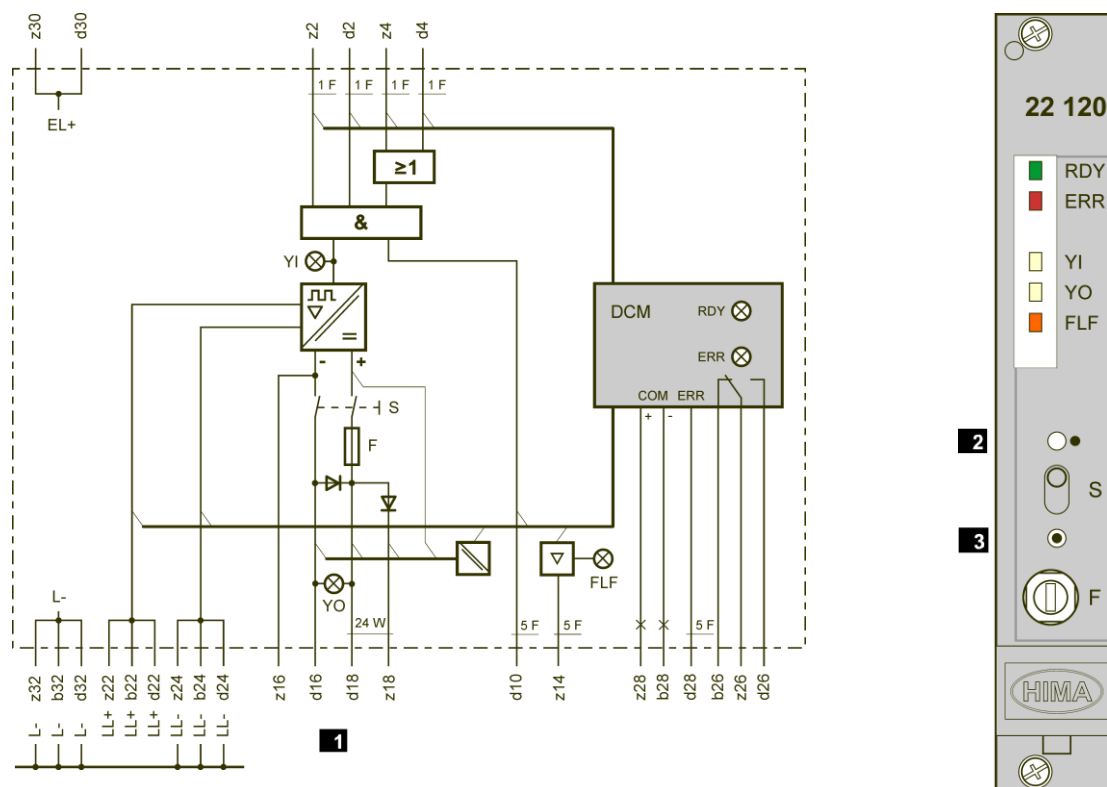 z30 d30 z2 d2 z4 d4
1 F 1 F 1 F 1 F
EL+
≥1
&
YI
DCM RDY
ERR
- +
COM ERR
+ -
S
F
FLF
YO
24 W 5 F 5 F 5 F
L-
z32 b32 d32 z22 b22 d22 z24 b24 d24 z16 d16 d18 z18 d10 z14 z28 b28 d28 b26 z26 d26
L- L- L- LL+ LL+ LL+ LL- LL- LL-
1
22 120
RDY
ERR
YI
YO
FLF
2
S
3
F
HIMA